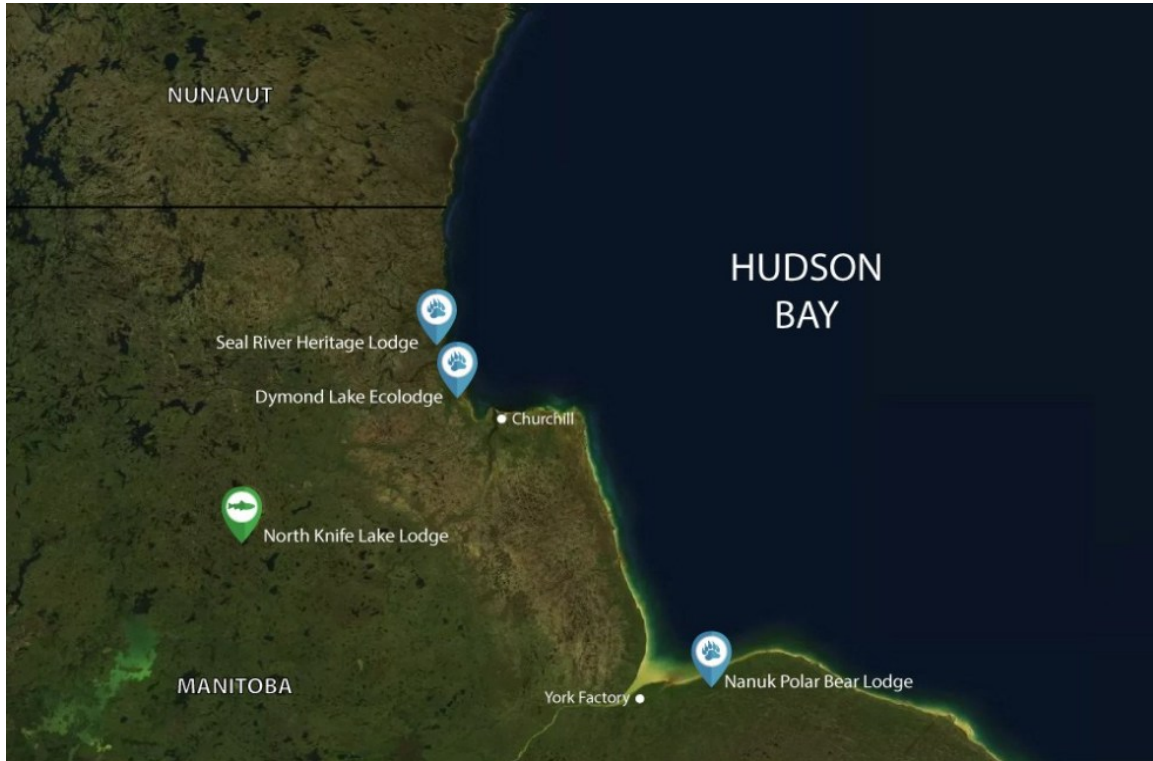 NUNAVUT
HUDSON
BAY
Seal River Heritage Lodge
Dymond Lake Ecolodge
Churchill
North Knife Lake Lodge
MANITOBA
Nanuk Polar Bear Lodge
York Factory